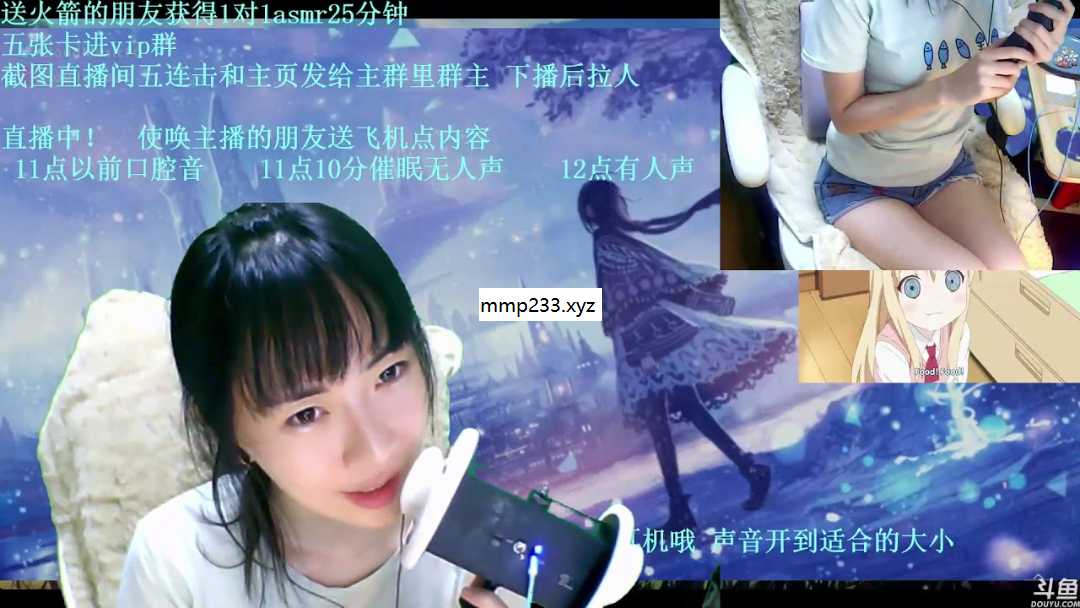 送火箭的朋友获得1对1asmr25分钟
五张卡进vip群
截图直播间五连击和主页发给主群里群主 下播后拉人
直播中! 使唤主播的朋友送飞机点内容
11点以前口腔音 11点10分催眠无人声 12点有人声
mmp233.xyz
Food! Food!
机哦 声音开到适合的大小
斗鱼
DOUYU.COM